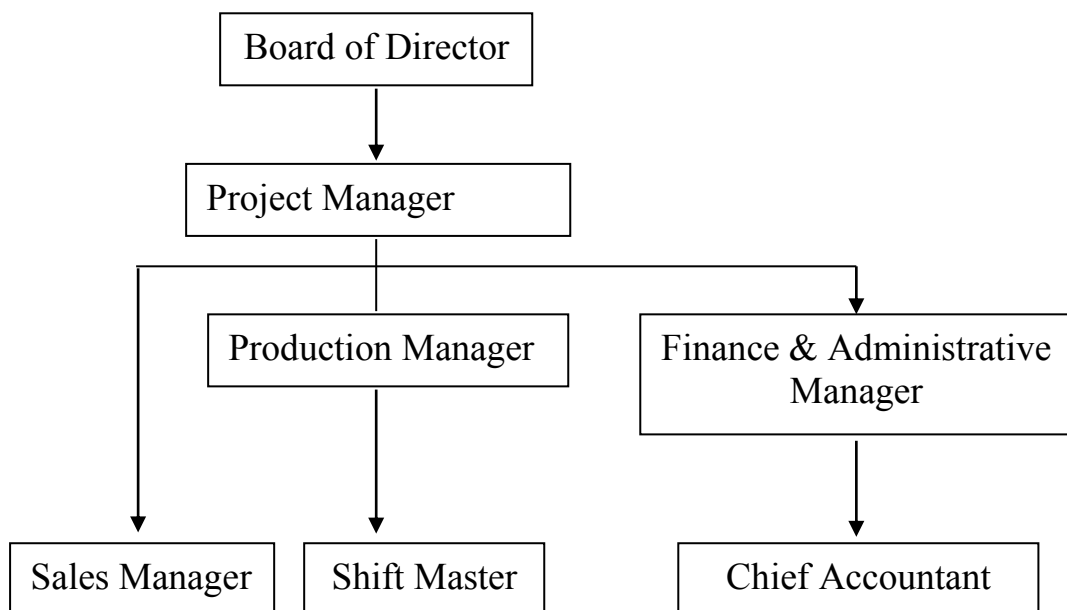 Board of Director
Project Manager
Production Manager
Finance & Administrative
Manager
Sales Manager
Shift Master
Chief Accountant